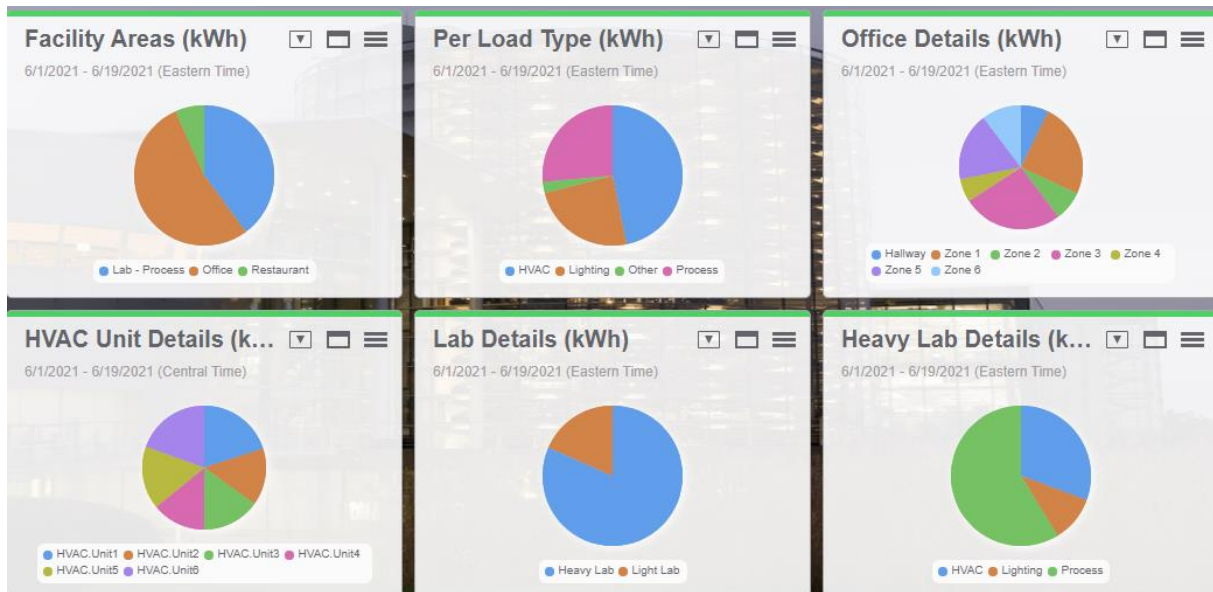 Facility Areas (kWh)
6/1/2021 - 6/19/2021 (Eastern Time)
Lab - Process Office Restaurant
Per Load Type (kWh)
6/1/2021 - 6/19/2021 (Eastern Time)
HVAC Lighting Other Process
Office Details (kWh)
6/1/2021 - 6/19/2021 (Eastern Time)
Hallway Zone 1 Zone 2 Zone 3 Zone 4
Zone 5 Zone 6
HVAC Unit Details (k...
6/1/2021 - 6/19/2021 (Central Time)
HVAC.Unit1 HVAC.Unit2 HVAC.Unit3 HVAC.Unit4
HVAC.Unit5 HVAC.Unit6
Lab Details (kWh)
6/1/2021 - 6/19/2021 (Eastern Time)
Heavy Lab Light Lab
Heavy Lab Details (k...
6/1/2021 - 6/19/2021 (Eastern Time)
HVAC Lighting Process